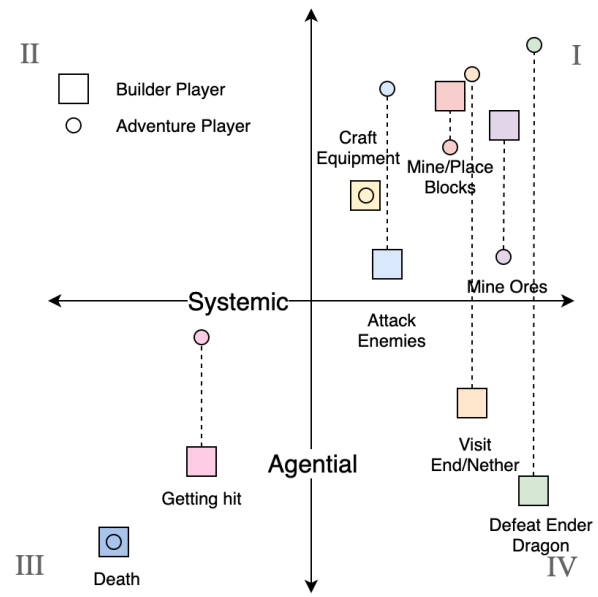 II
I
Builder Player
Adventure Player
Craft
Equipment
Mine/Place
Blocks
Mine Ores
Systemic
Attack
Enemies
Visit
End/Nether
Agential
Getting hit
Defeat Ender
Dragon
III
IV
Death